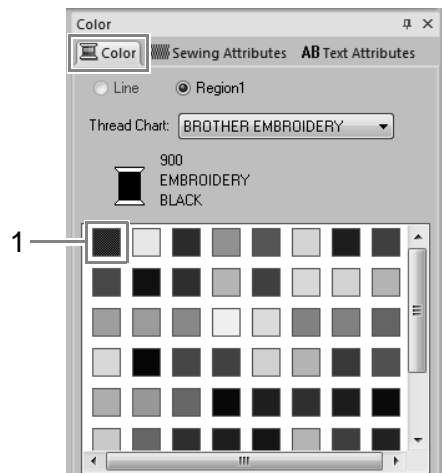 Color
Color Sewing Attributes AB Text Attributes
Line Region1
Thread Chart: BROTHER EMBROIDERY
900
EMBROIDERY
BLACK
1